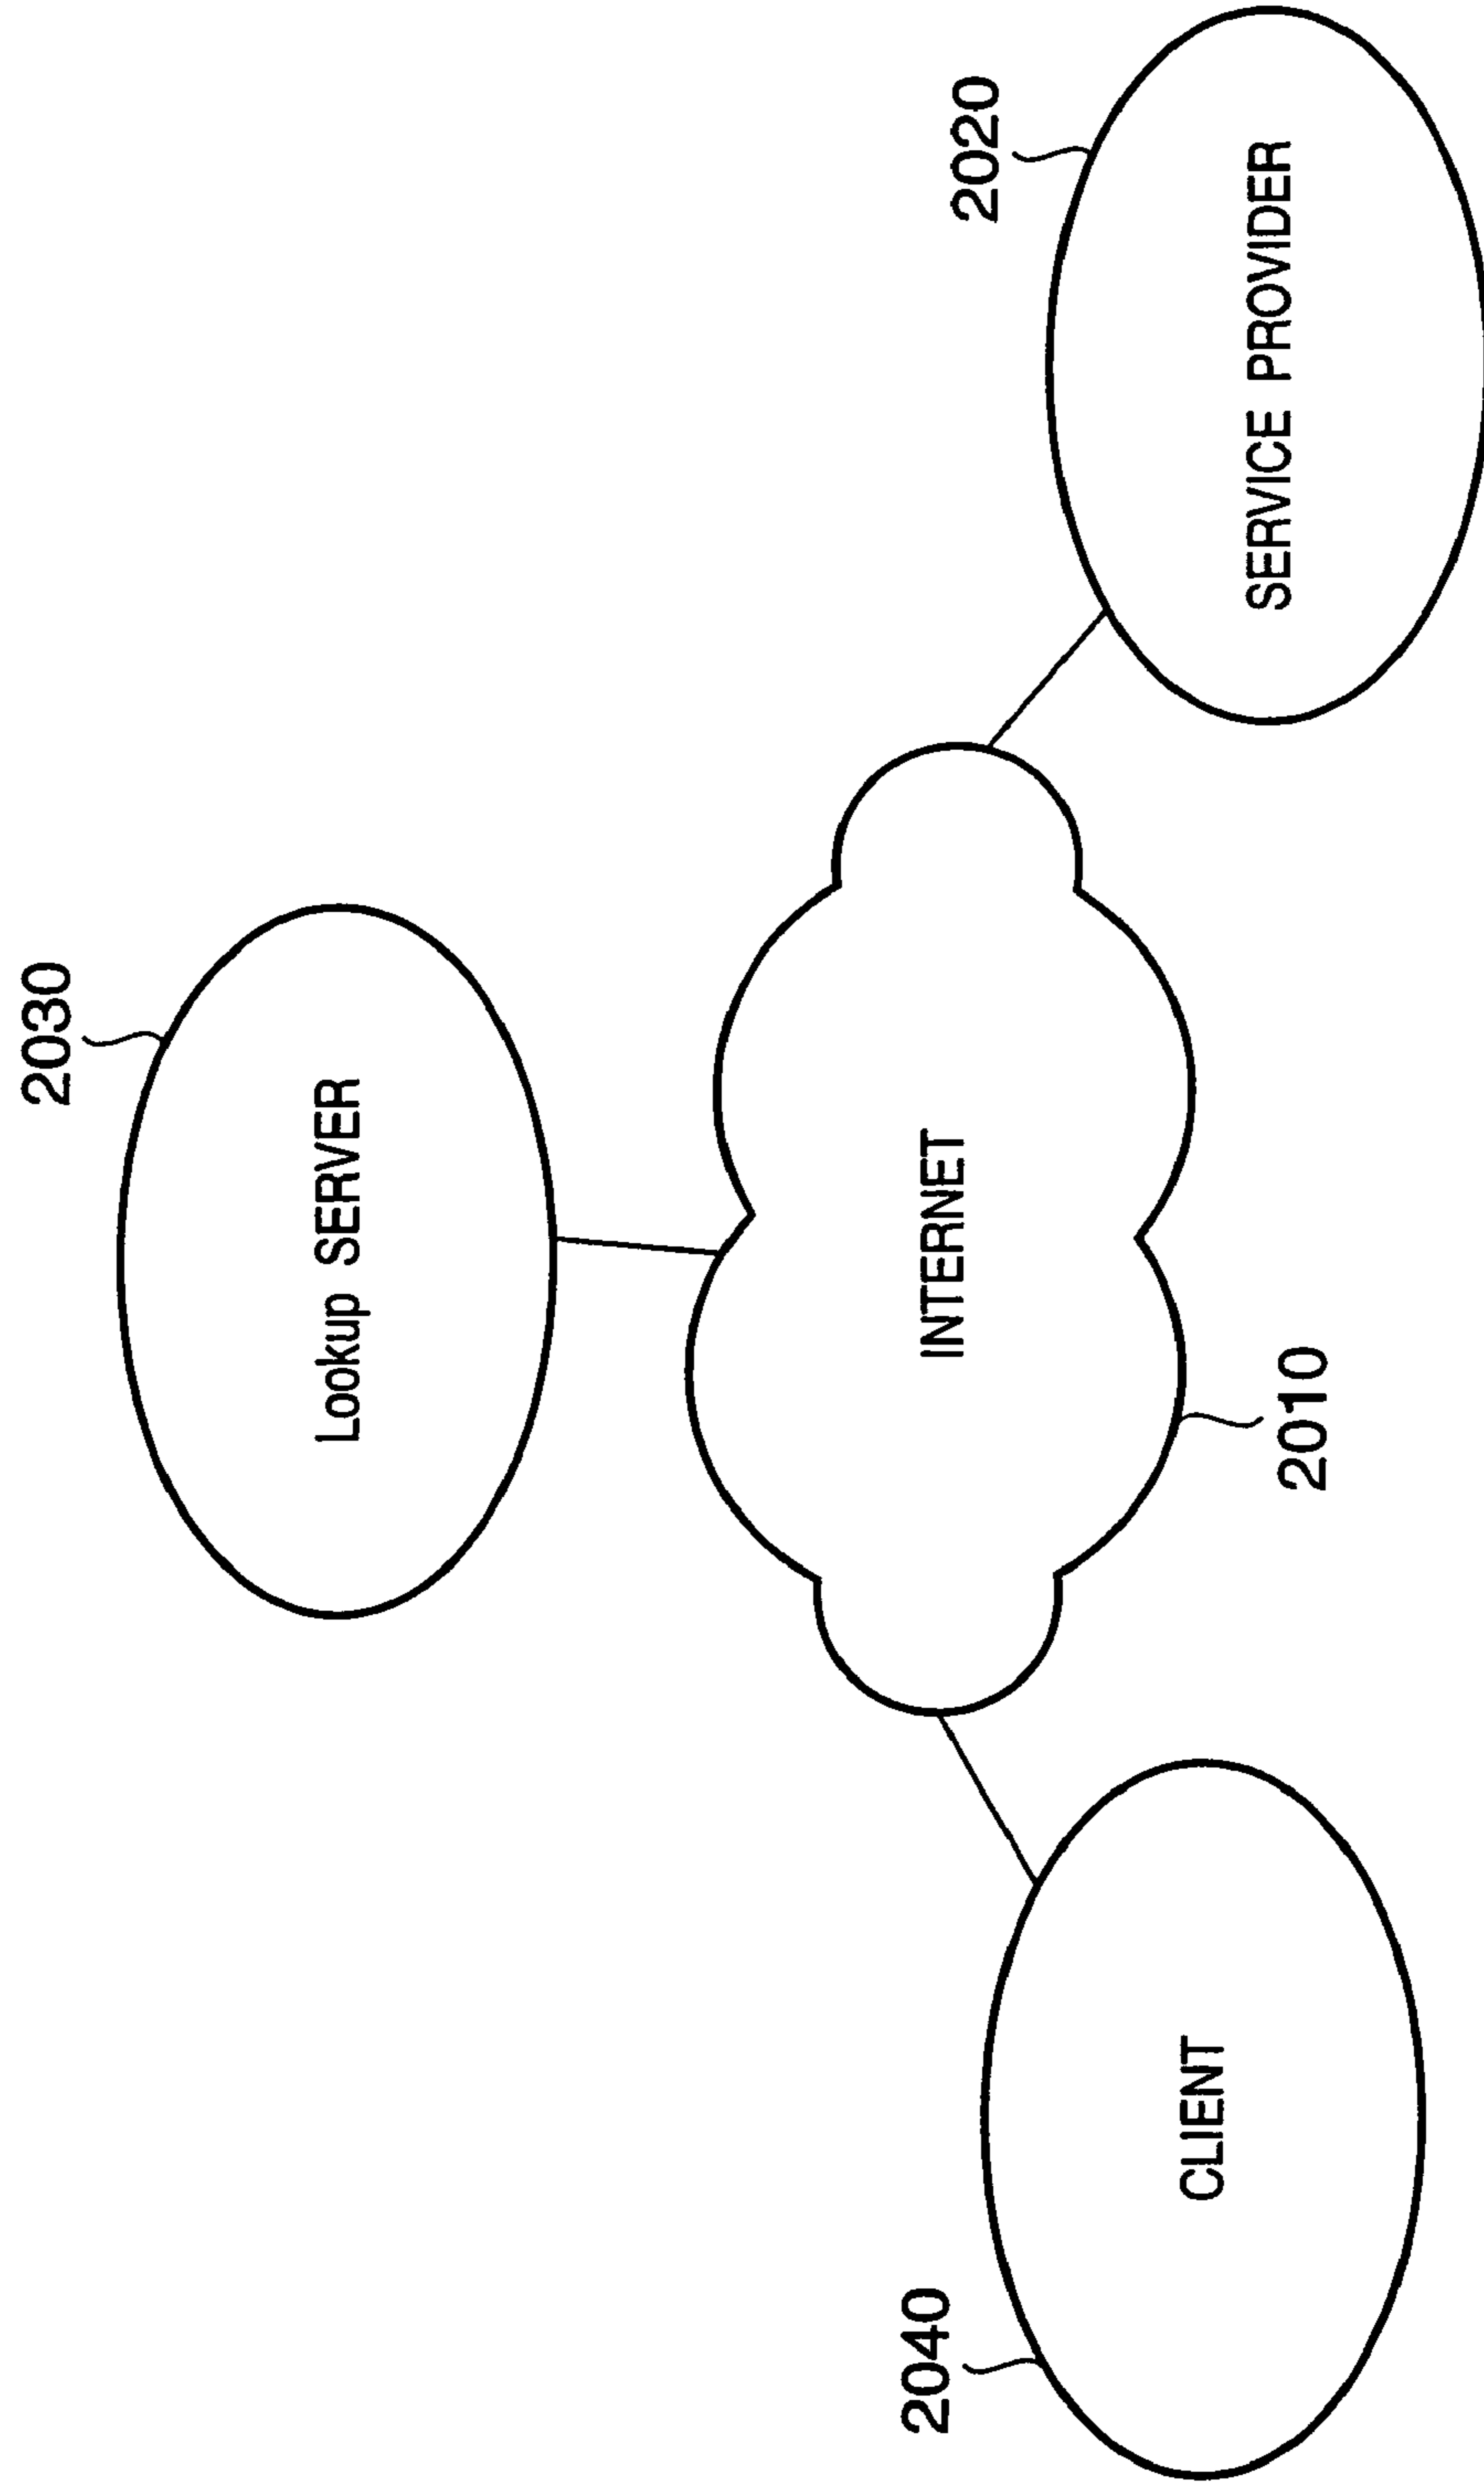 2030
Lookup SERVER
2020
2040
INTERNET
CLIENT
SERVICE PROVIDER
2010